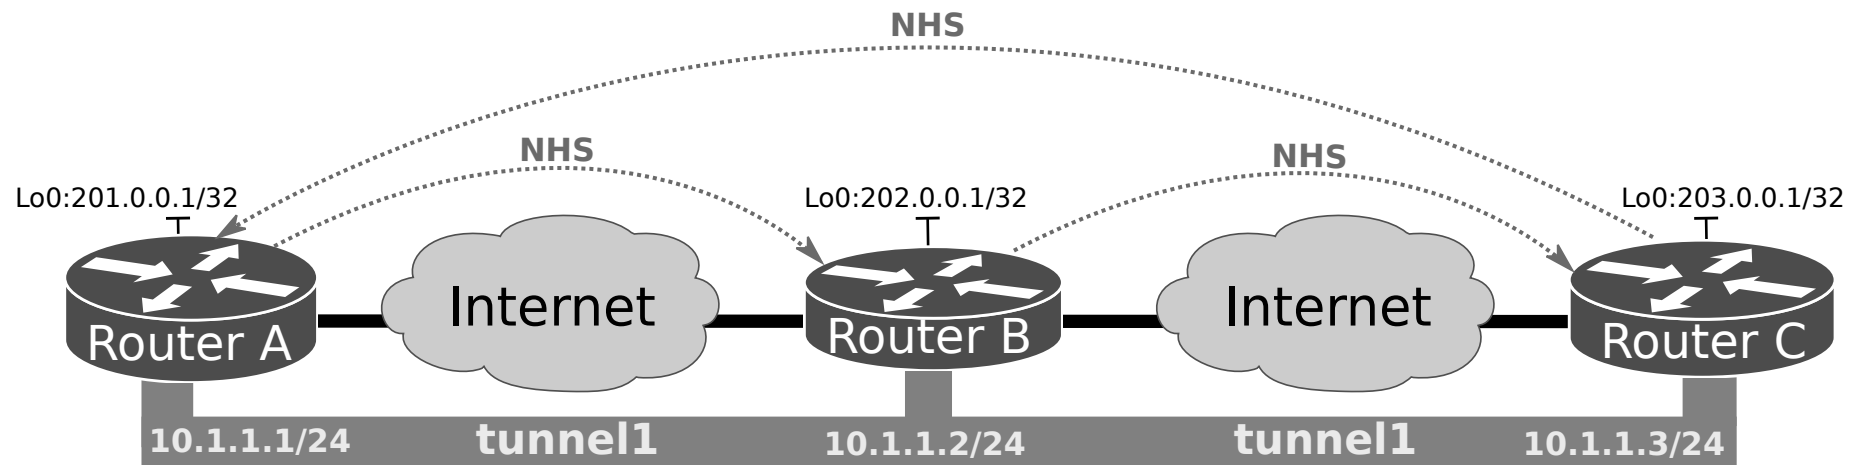 NHS
NHS
NHS
Lo0:201.0.0.1/32
Lo0:202.0.0.1/32
Lo0:203.0.0.1/32
Internet
Internet
Router A
Router B
Router C
10.1.1.1/24
tunnel1
10.1.1.2/24
tunnel1
10.1.1.3/24